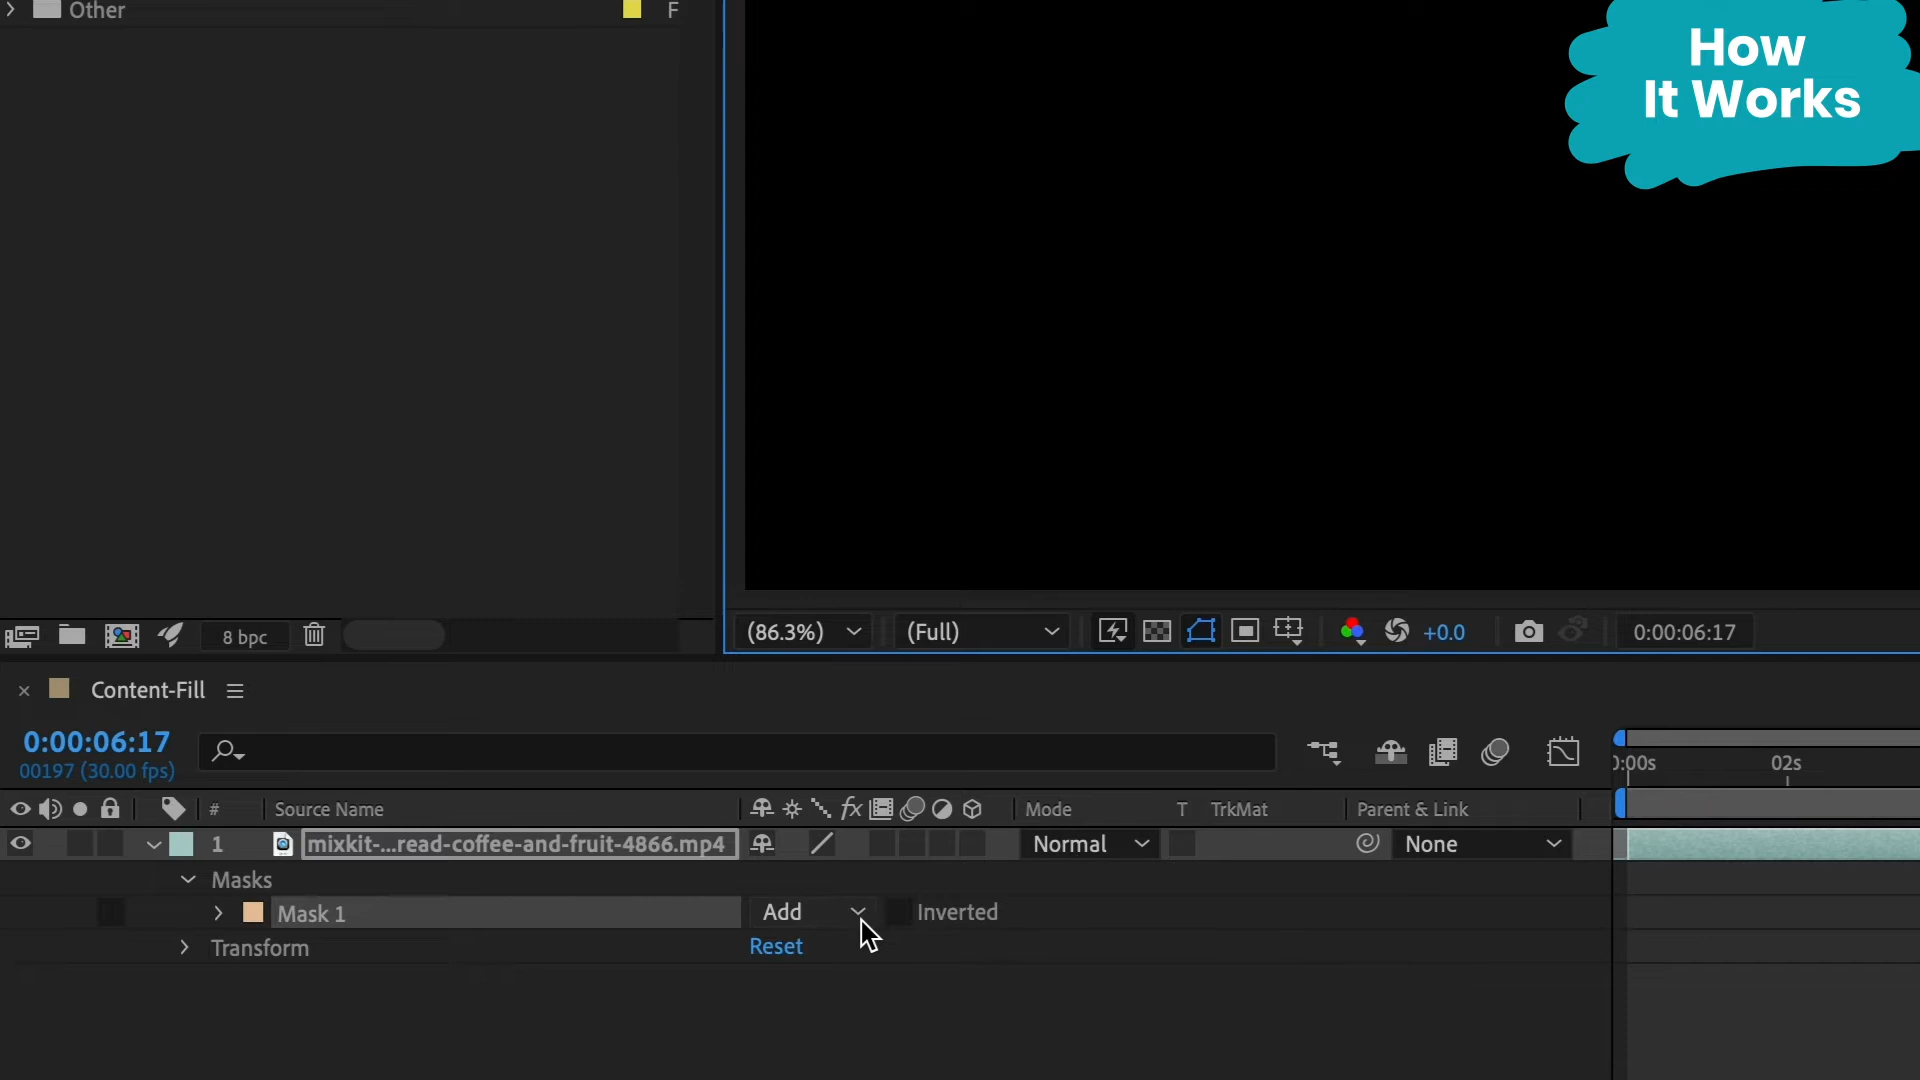 Other
F
How
It Works
8 bpc
(86.3%)
(Full)
+0.0
0:00:06:17
× Content-Fill
0:00:06:17
00197 (30.00 fps)
0:00s
02s
#
Source Name
fx
Mode
T
TrkMat
Parent & Link
1
mixkit-...read-coffee-and-fruit-4866.mp4
Normal
None
Masks
Mask 1
Add
Inverted
Transform
Reset